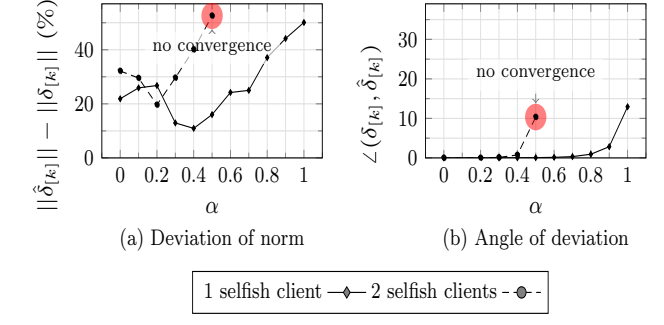 ||δ̂[k]|| − ||δ[k]|| (%)
40
20
0
no convergence
0 0.2 0.4 0.6 0.8 1
α
(a) Deviation of norm
∠(δ[k], δ̂[k])
30
20
10
0
no convergence
0 0.2 0.4 0.6 0.8 1
α
(b) Angle of deviation
1 selfish client 2 selfish clients